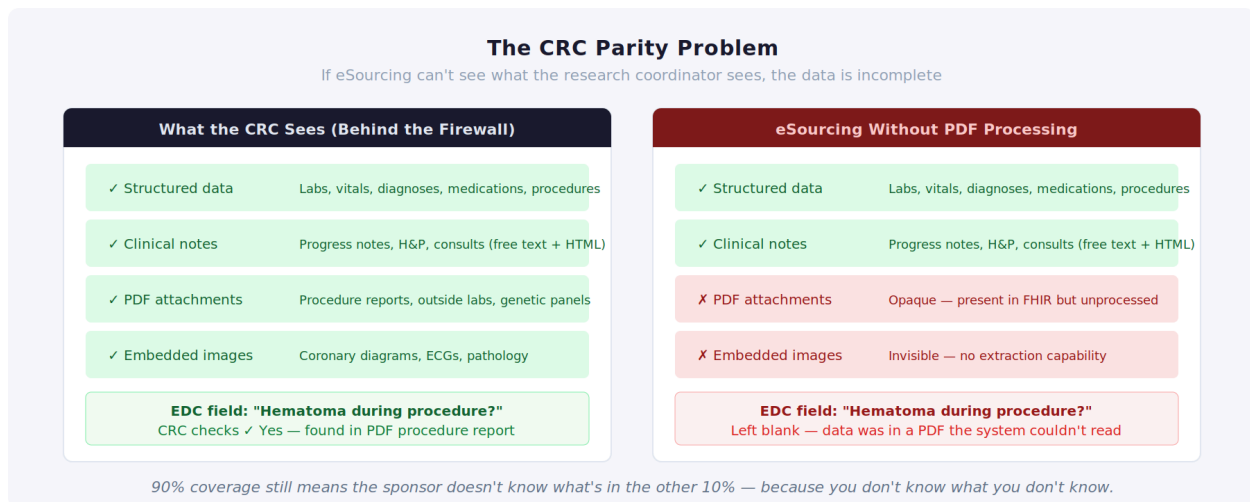 The CRC Parity Problem
If eSourcing can't see what the research coordinator sees, the data is incomplete
What the CRC Sees (Behind the Firewall)
✓ Structured data Labs, vitals, diagnoses, medications, procedures
✓ Clinical notes Progress notes, H&P, consults (free text + HTML)
✓ PDF attachments Procedure reports, outside labs, genetic panels
✓ Embedded images Coronary diagrams, ECGs, pathology
EDC field: "Hematoma during procedure?"
CRC checks ✓ Yes — found in PDF procedure report
eSourcing Without PDF Processing
✓ Structured data Labs, vitals, diagnoses, medications, procedures
✓ Clinical notes Progress notes, H&P, consults (free text + HTML)
✗ PDF attachments Opaque — present in FHIR but unprocessed
✗ Embedded images Invisible — no extraction capability
EDC field: "Hematoma during procedure?"
Left blank — data was in a PDF the system couldn't read
90% coverage still means the sponsor doesn't know what's in the other 10% — because you don't know what you don't know.